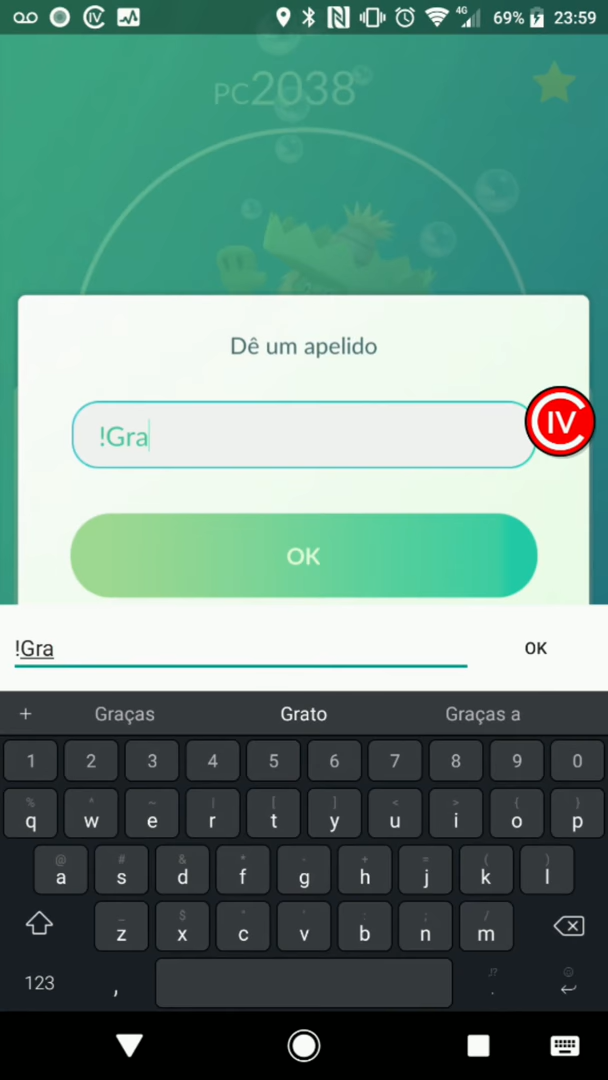 IV 4G 69% 23:59
PC2038
Dê um apelido
!Gra
IV
OK
!Gra OK
+ Graças Grato Graças a
1 2 3 4 5 6 7 8 9 0
% ^ ~ | [ ] < > { }
q w e r t y u i o p
@ # & * - + = ( )
a s d f g h j k l
_ $ " ' : ; /
z x c v b n m
123 , .